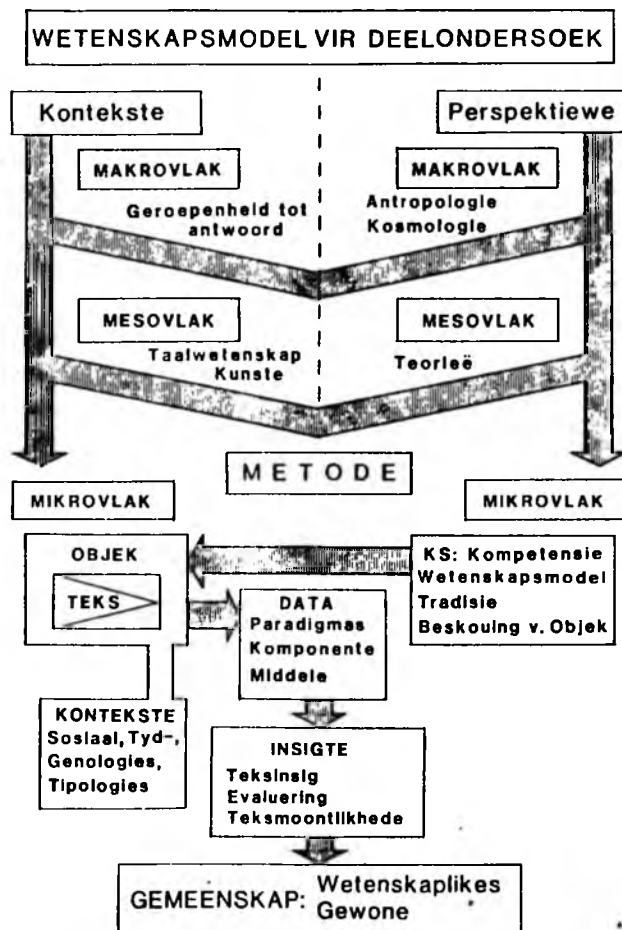 WETENSKAPSMODEL VIR DEELONDERSOEK
Kontekste
Perspektiewe
MAKROVLAK
MAKROVLAK
Geroepenheid tot
antwoord
Antropologie
Kosmologie
MESOVLAK
MESOVLAK
Taalwetenskap
Kunste
Teorieë
METODE
MIKROVLAK
MIKROVLAK
OBJEK
TEKS
KS: Kompetensie
Wetenskapsmodel
Tradisie
Beskouing v. Objek
DATA
Paradigmas
Komponente
Middele
KONTEKSTE
Sosiaal, Tyd-,
Genologies,
Tipologies
INSIGTE
Teksinsig
Evaluering
Teksmoontlikhede
GEMEENSKAP: Wetenskaplikes
Gewone